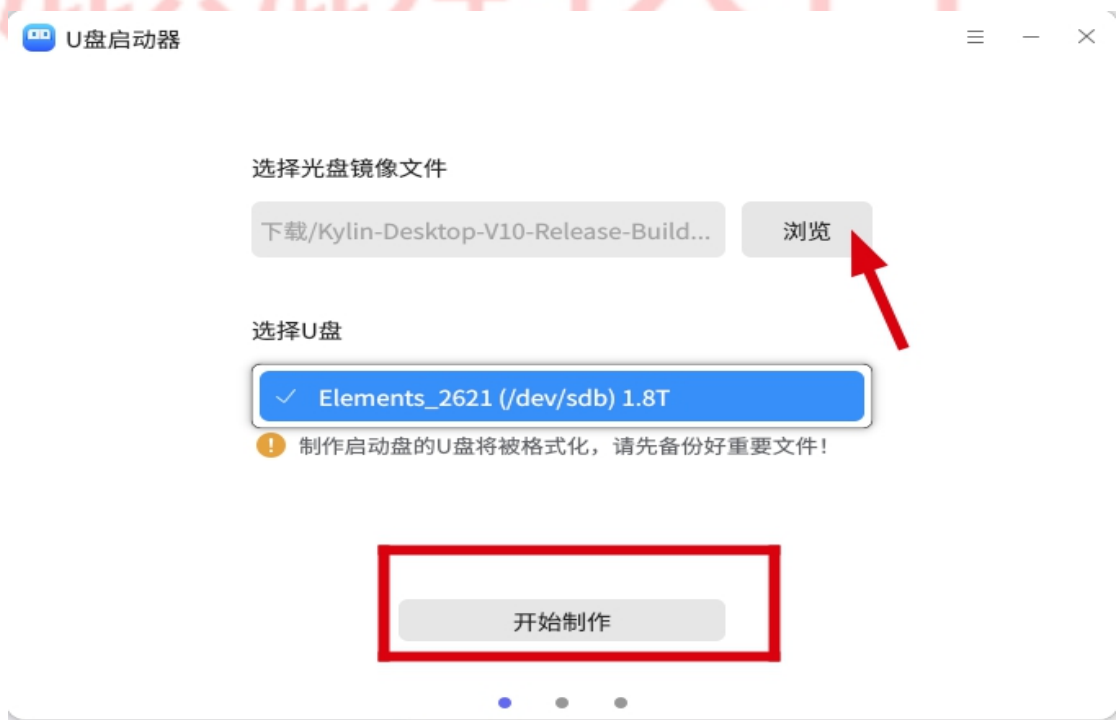 U盘启动器
选择光盘镜像文件
下载/Kylin-Desktop-V10-Release-Build...
浏览
选择U盘
Elements_2621 (/dev/sdb) 1.8T
制作启动盘的U盘将被格式化，请先备份好重要文件！
开始制作